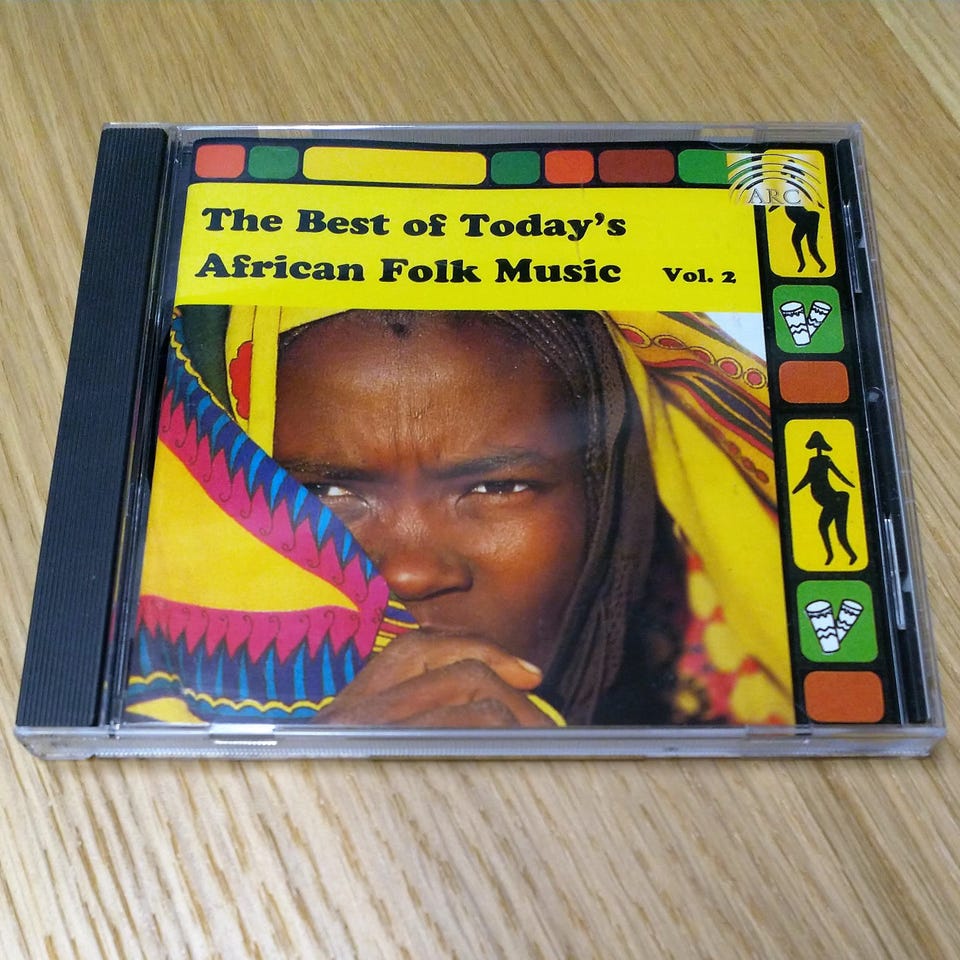 ARC
The Best of Today's
African Folk Music Vol. 2